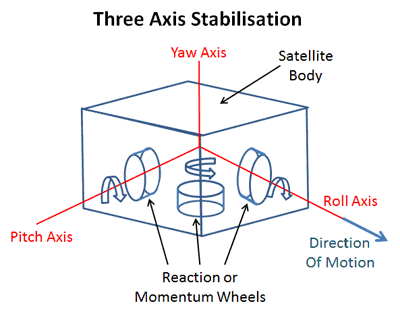 Three Axis Stabilisation
Yaw Axis
Satellite
Body
Roll Axis
Pitch Axis
Direction
Of Motion
Reaction or
Momentum Wheels